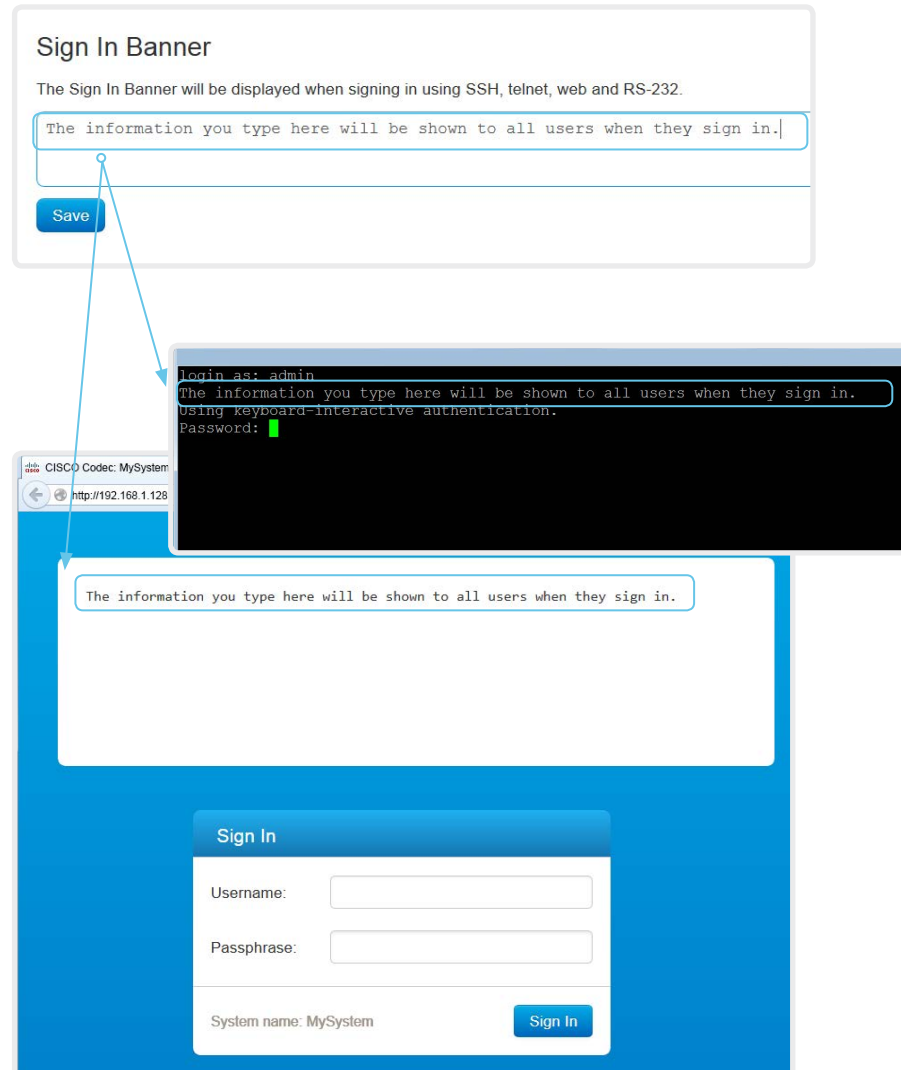 Sign In Banner
The Sign In Banner will be displayed when signing in using SSH, telnet, web and RS-232.
The information you type here will be shown to all users when they sign in.
Save
login as: admin
The information you type here will be shown to all users when they sign in.
Using keyboard-interactive authentication.
Password:
CISCO Codec: MySystem
http://192.168.1.128
The information you type here will be shown to all users when they sign in.
Sign In
Username:
Passphrase:
System name: MySystem
Sign In